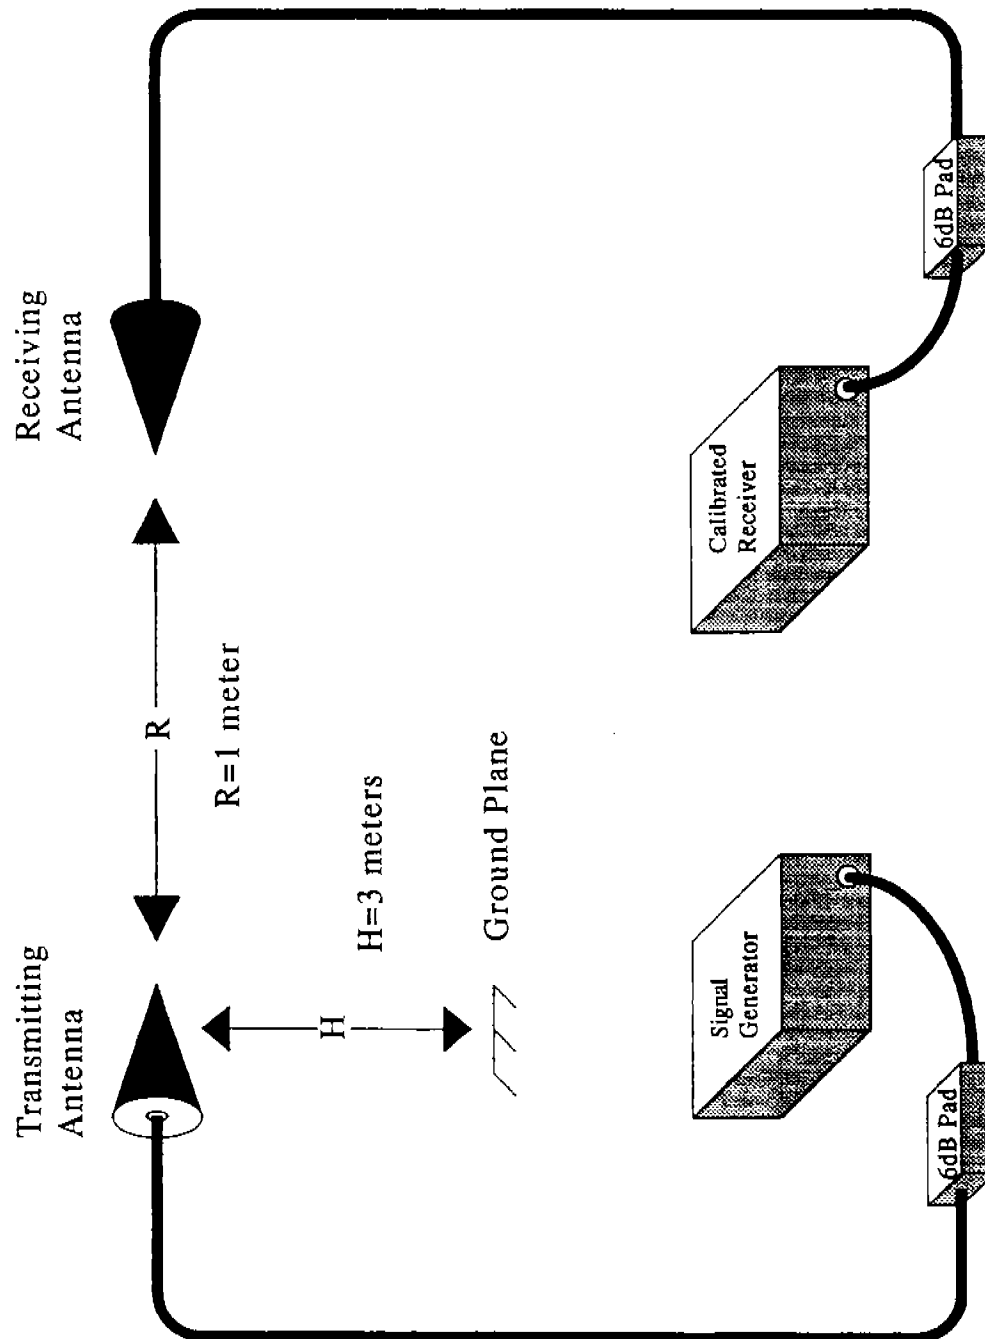 Transmitting
Antenna
Receiving
Antenna
R
R=1 meter
H
H=3 meters
Ground Plane
Signal
Generator
Calibrated
Receiver
6dB Pad
6dB Pad